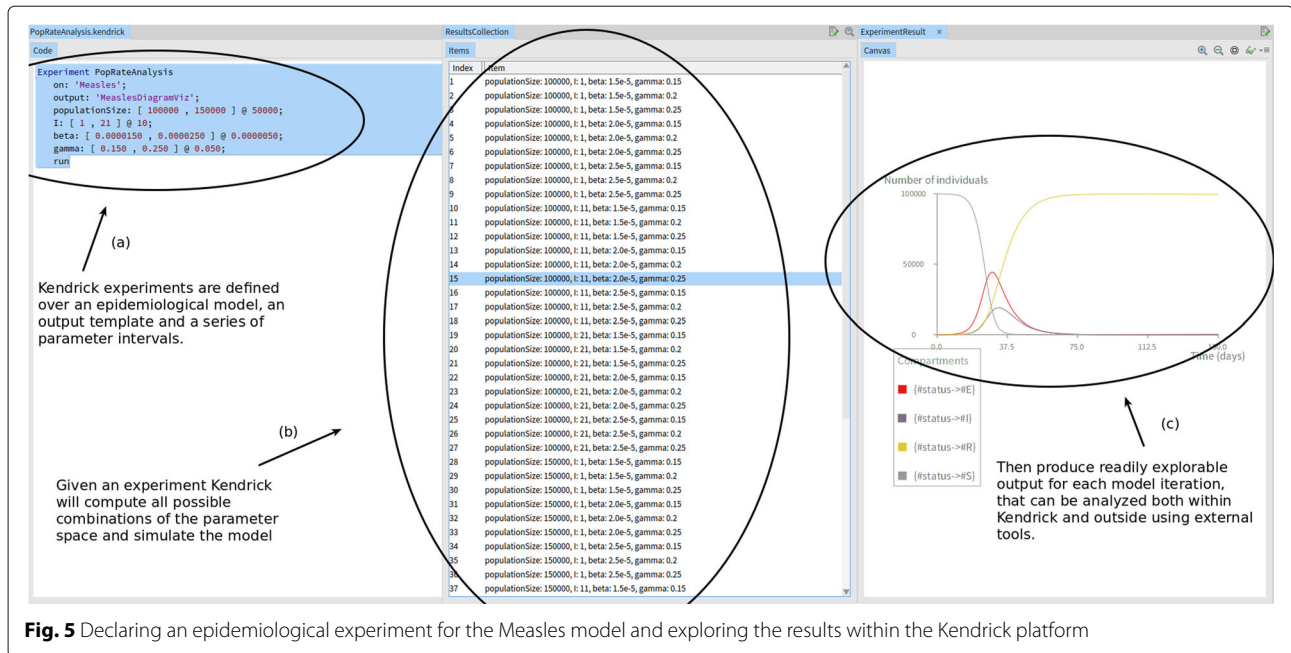 PopRateAnalysis.kendrick
Code
Experiment PopRateAnalysis
on: 'Measles';
output: 'MeaslesDiagramViz';
populationSize: [ 100000 , 150000 ] @ 50000;
I: [ 1 , 21 ] @ 10;
beta: [ 0.0000150 , 0.0000250 ] @ 0.0000050;
gamma: [ 0.150 , 0.250 ] @ 0.050;
run run
(a)
Kendrick experiments are defined
over an epidemiological model, an
output template and a series of
parameter intervals.
(b)
Given an experiment Kendrick
will compute all possible
combinations of the parameter
space and simulate the model
ResultsCollection
Items
Index Item
1 populationSize: 100000, I: 1, beta: 1.5e-5, gamma: 0.15
2 populationSize: 100000, I: 1, beta: 1.5e-5, gamma: 0.2
3 populationSize: 100000, I: 1, beta: 1.5e-5, gamma: 0.25
4 populationSize: 100000, I: 1, beta: 2.0e-5, gamma: 0.15
5 populationSize: 100000, I: 1, beta: 2.0e-5, gamma: 0.2
6 populationSize: 100000, I: 1, beta: 2.0e-5, gamma: 0.25
7 populationSize: 100000, I: 1, beta: 2.5e-5, gamma: 0.15
8 populationSize: 100000, I: 1, beta: 2.5e-5, gamma: 0.2
9 populationSize: 100000, I: 1, beta: 2.5e-5, gamma: 0.25
10 populationSize: 100000, I: 11, beta: 1.5e-5, gamma: 0.15
11 populationSize: 100000, I: 11, beta: 1.5e-5, gamma: 0.2
12 populationSize: 100000, I: 11, beta: 1.5e-5, gamma: 0.25
13 populationSize: 100000, I: 11, beta: 2.0e-5, gamma: 0.15
14 populationSize: 100000, I: 11, beta: 2.0e-5, gamma: 0.2
15 populationSize: 100000, I: 11, beta: 2.0e-5, gamma: 0.25
16 populationSize: 100000, I: 11, beta: 2.5e-5, gamma: 0.15
17 populationSize: 100000, I: 11, beta: 2.5e-5, gamma: 0.2
18 populationSize: 100000, I: 11, beta: 2.5e-5, gamma: 0.25
19 populationSize: 100000, I: 21, beta: 1.5e-5, gamma: 0.15
20 populationSize: 100000, I: 21, beta: 1.5e-5, gamma: 0.2
21 populationSize: 100000, I: 21, beta: 1.5e-5, gamma: 0.25
22 populationSize: 100000, I: 21, beta: 2.0e-5, gamma: 0.15
23 populationSize: 100000, I: 21, beta: 2.0e-5, gamma: 0.2
24 populationSize: 100000, I: 21, beta: 2.0e-5, gamma: 0.25
25 populationSize: 100000, I: 21, beta: 2.5e-5, gamma: 0.15
26 populationSize: 100000, I: 21, beta: 2.5e-5, gamma: 0.2
27 populationSize: 100000, I: 21, beta: 2.5e-5, gamma: 0.25
28 populationSize: 150000, I: 1, beta: 1.5e-5, gamma: 0.15
29 populationSize: 150000, I: 1, beta: 1.5e-5, gamma: 0.2
30 populationSize: 150000, I: 1, beta: 1.5e-5, gamma: 0.25
31 populationSize: 150000, I: 1, beta: 2.0e-5, gamma: 0.15
32 populationSize: 150000, I: 1, beta: 2.0e-5, gamma: 0.2
33 populationSize: 150000, I: 1, beta: 2.0e-5, gamma: 0.25
34 populationSize: 150000, I: 1, beta: 2.5e-5, gamma: 0.15
35 populationSize: 150000, I: 1, beta: 2.5e-5, gamma: 0.2
36 populationSize: 150000, I: 1, beta: 2.5e-5, gamma: 0.25
37 populationSize: 150000, I: 11, beta: 1.5e-5, gamma: 0.15
ExperimentResult ×
Canvas
Number of individuals
100000
50000
0
0.0 37.5 75.0 112.5 150.0
Time (days)
Compartments
{#status->#E}
{#status->#I}
{#status->#R}
{#status->#S}
(c)
Then produce readily explorable
output for each model iteration,
that can be analyzed both within
Kendrick and outside using external
tools.
Fig. 5 Declaring an epidemiological experiment for the Measles model and exploring the results within the Kendrick platform